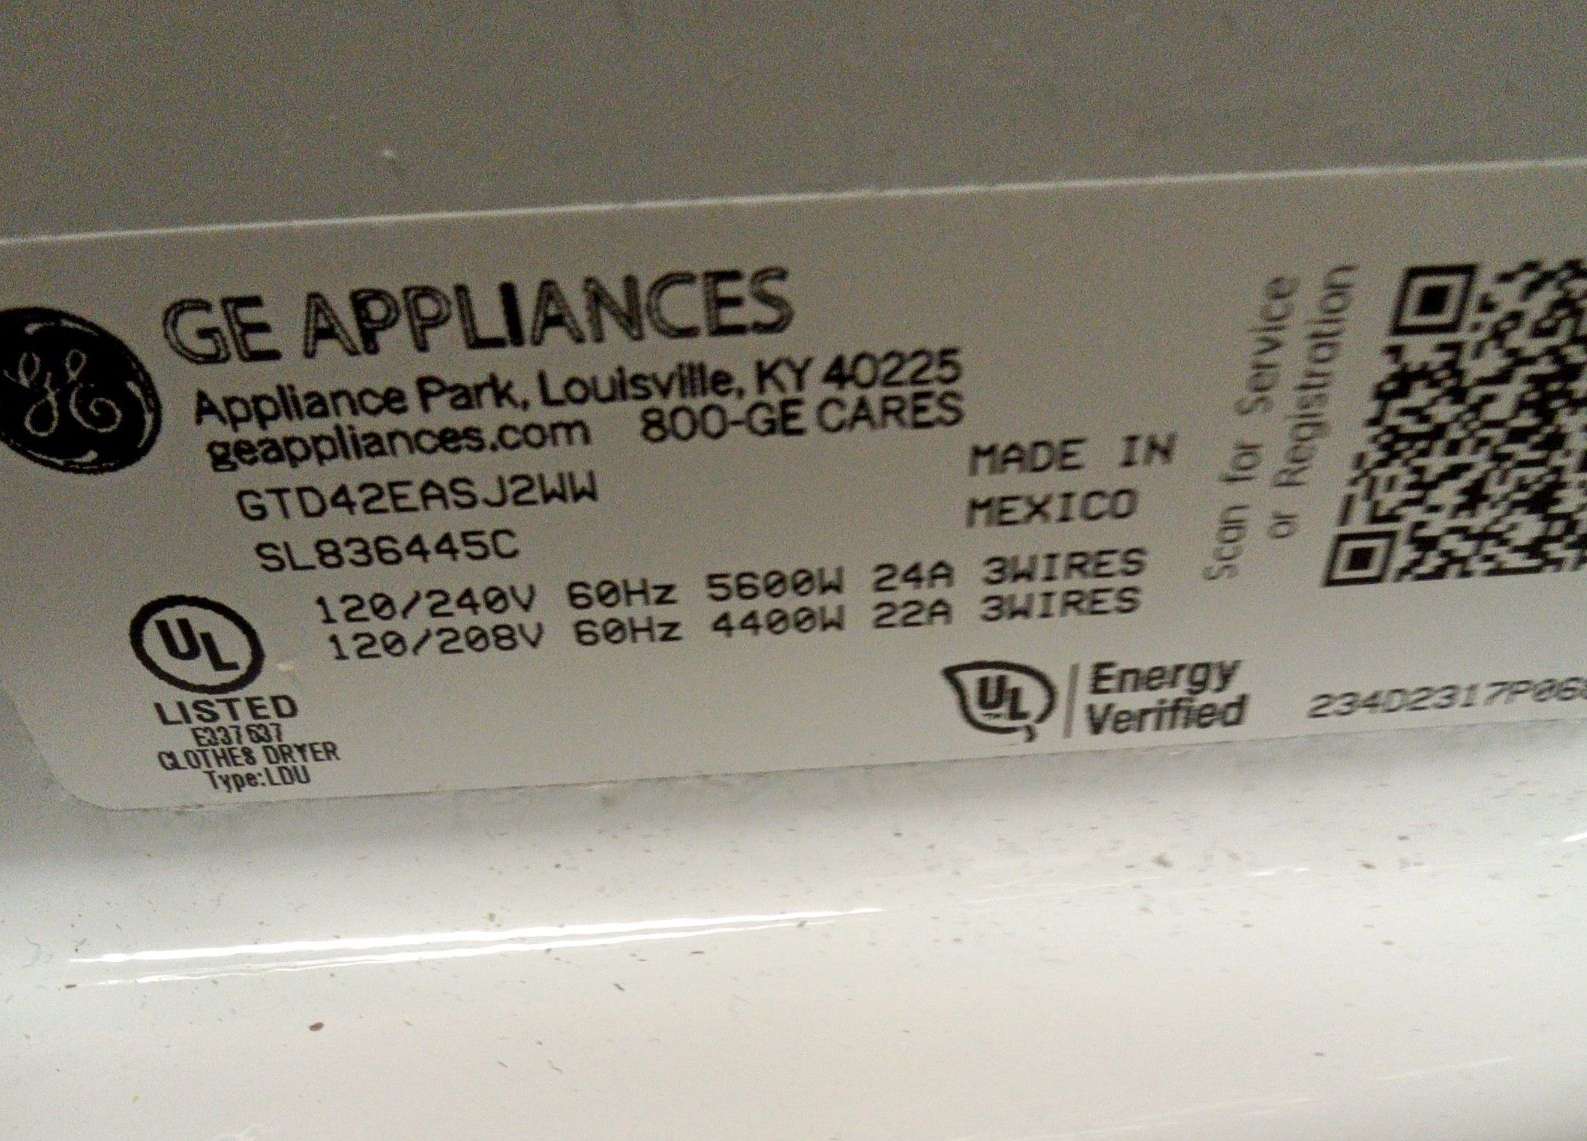 GE APPLIANCES
Appliance Park, Louisville, KY 40225
geappliances.com 800-GE CARES
GTD42EASJ2WW
SL836445C
MADE IN
MEXICO
120/240V 60Hz 5600W 24A 3WIRES
120/208V 60Hz 4400W 22A 3WIRES
UL
LISTED
E337637
CLOTHES DRYER
Type:LDU
UL Energy
Verified
Scan for Service
or Registration